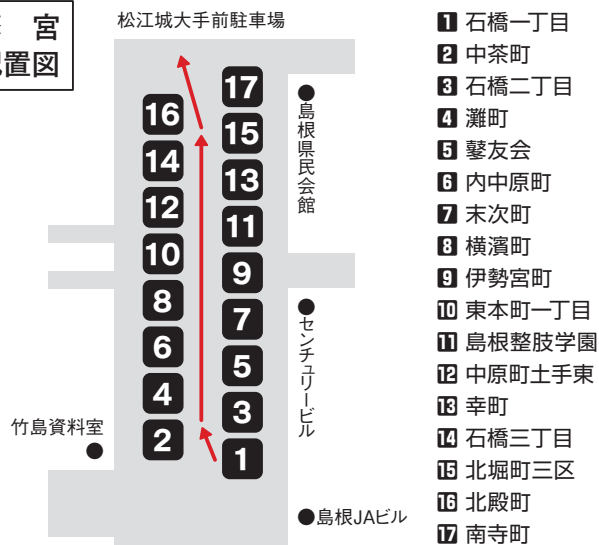 宮
置図
松江城大手前駐車場
17
16
15
14
13
12
11
10
9
8
7
6
5
4
3
2
1
●島根県民会館
●センチュリービル
竹島資料室
●
●島根JAビル
1 石橋一丁目
2 中茶町
3 石橋二丁目
4 灘町
5 鼕友会
6 内中原町
7 末次町
8 横濱町
9 伊勢宮町
10 東本町一丁目
11 島根整肢学園
12 中原町土手東
13 幸町
14 石橋三丁目
15 北堀町三区
16 北殿町
17 南寺町